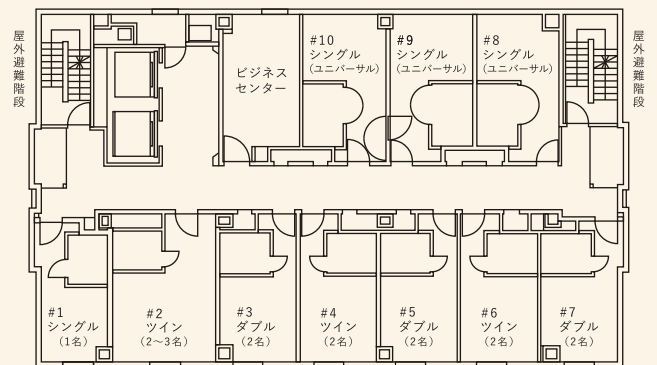 屋外避難階段
#10
シングル
(ユニバーサル)
#9
シングル
(ユニバーサル)
#8
シングル
(ユニバーサル)
屋外避難階段
ビジネス
センター
#1
シングル
(1名)
#2
ツイン
(2〜3名)
#3
ダブル
(2名)
#4
ツイン
(2名)
#5
ダブル
(2名)
#6
ツイン
(2名)
#7
ダブル
(2名)